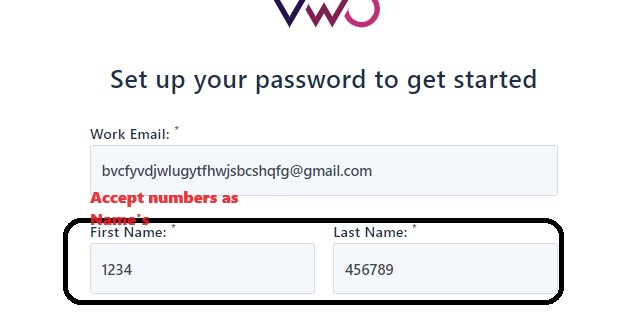 VWO
Set up your password to get started
Work Email: *
bvcfyvdjwlugytfhwjsbcshqfg@gmail.com
Accept numbers as
Name's
First Name: * Last Name: *
1234 456789